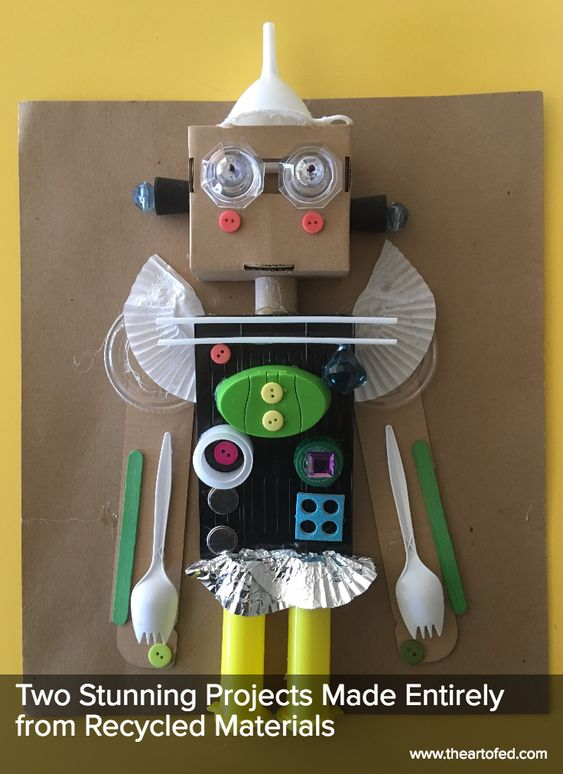 Two Stunning Projects Made Entirely
from Recycled Materials
www.theartofed.com